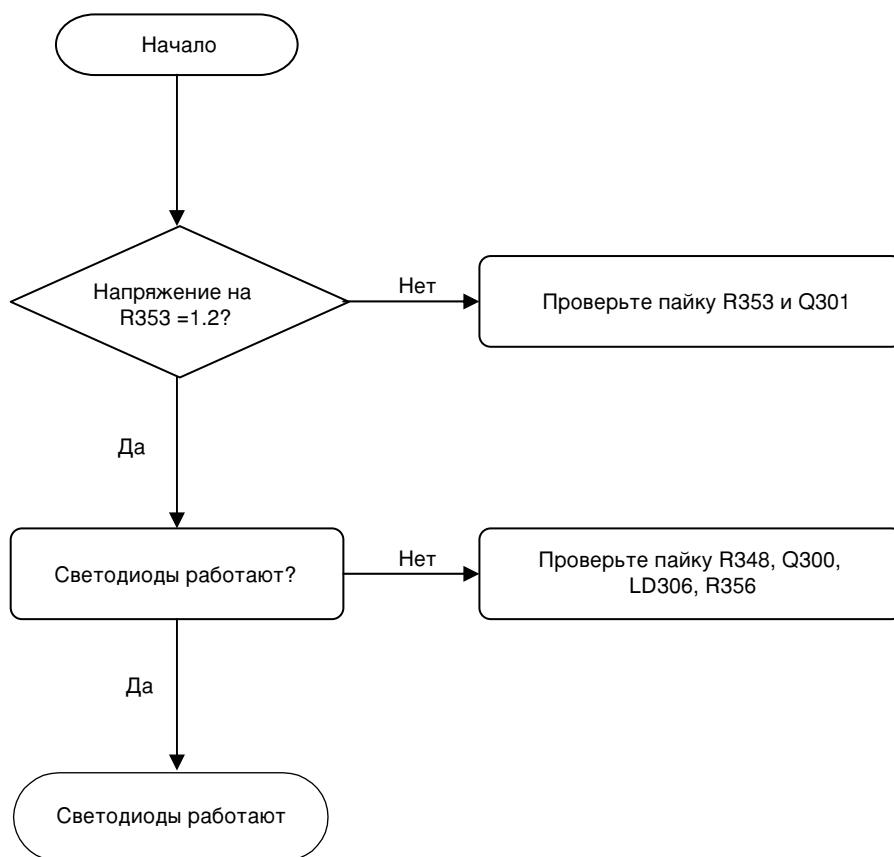 Начало
Напряжение на
R353 =1.2?
Нет
Проверьте пайку R353 и Q301
Да
Светодиоды работают?
Нет
Проверьте пайку R348, Q300,
LD306, R356
Да
Светодиоды работают